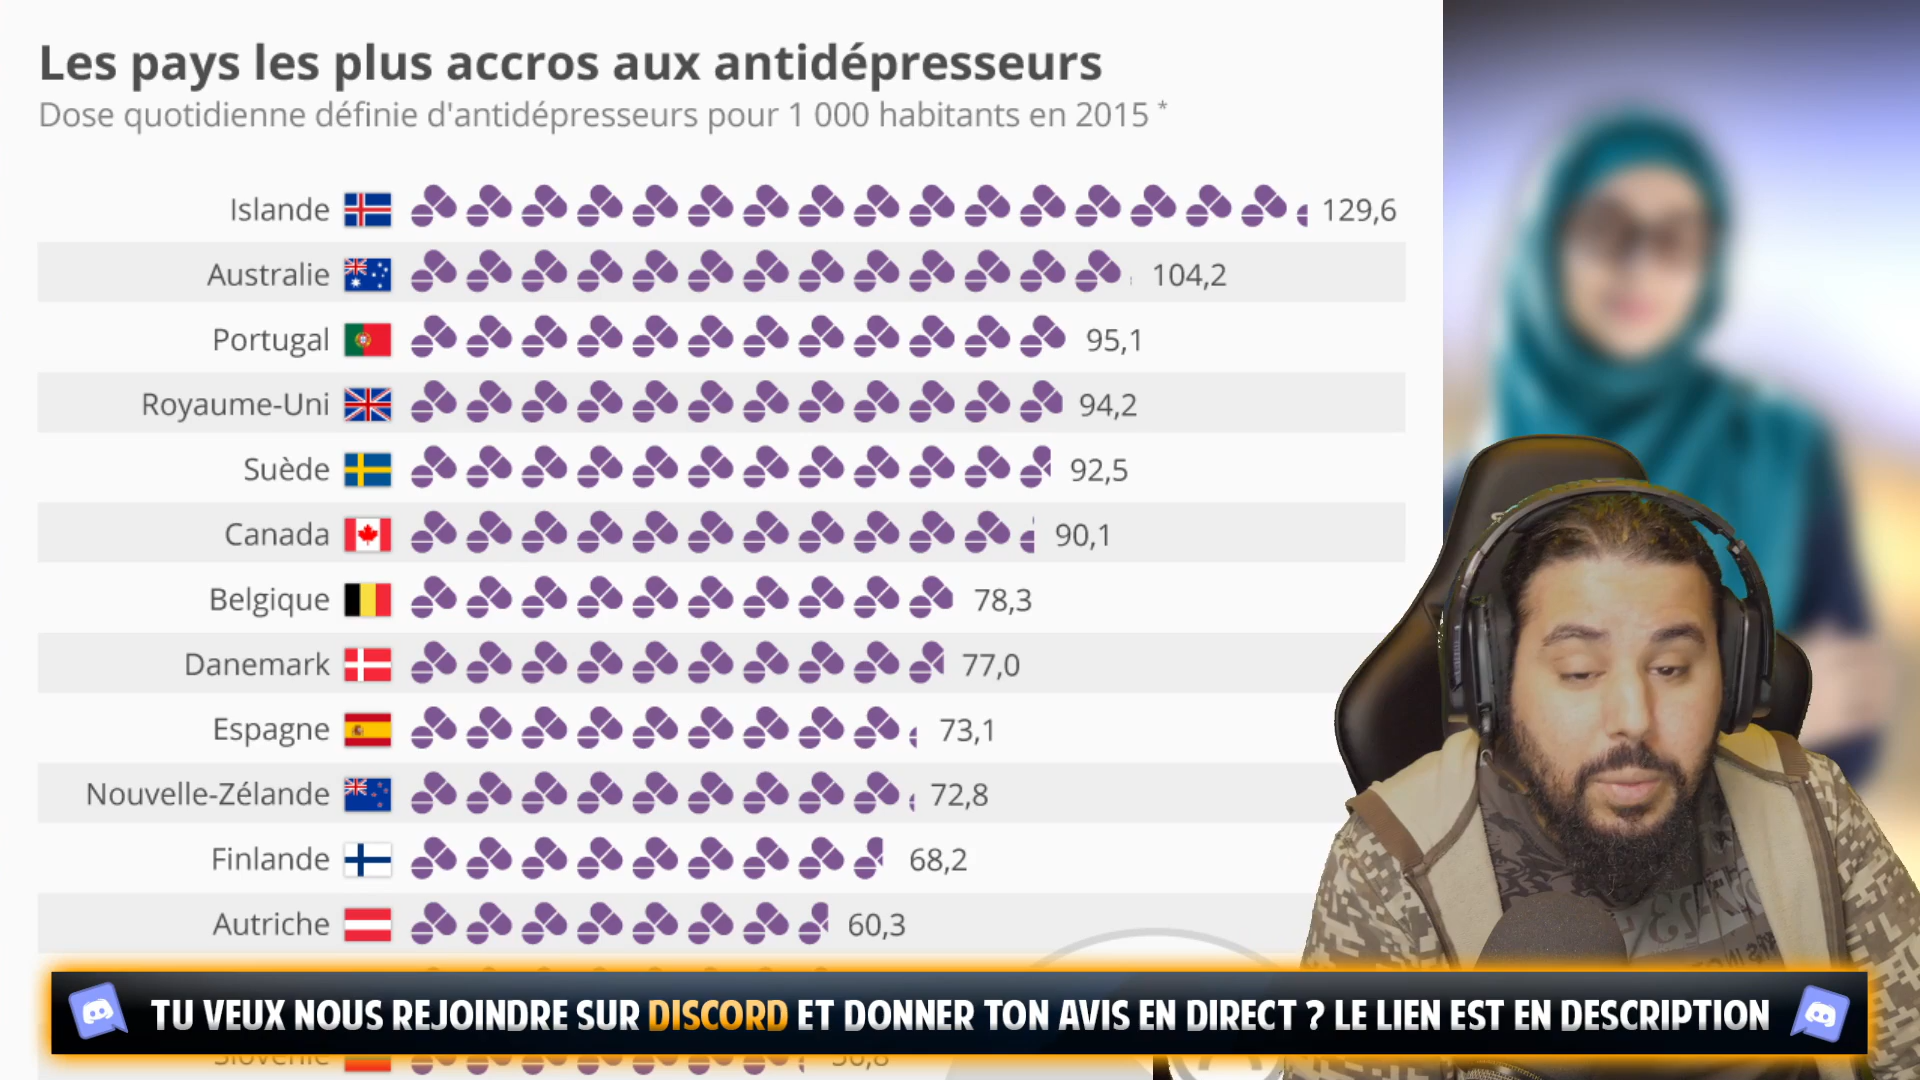 Les pays les plus accros aux antidépresseurs
Dose quotidienne définie d'antidépresseurs pour 1 000 habitants en 2015 *
Islande 129,6
Australie 104,2
Portugal 95,1
Royaume-Uni 94,2
Suède 92,5
Canada 90,1
Belgique 78,3
Danemark 77,0
Espagne 73,1
Nouvelle-Zélande 72,8
Finlande 68,2
Autriche 60,3
TU VEUX NOUS REJOINDRE SUR DISCORD ET DONNER TON AVIS EN DIRECT ? LE LIEN EST EN DESCRIPTION
Slovénie